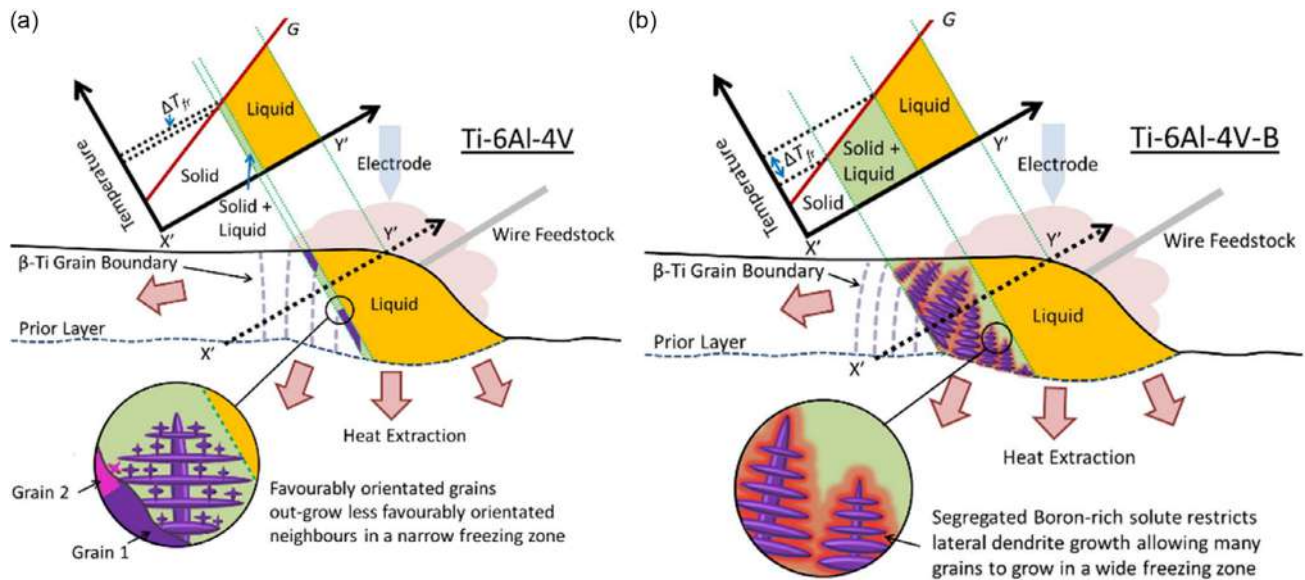 (a)
G
ΔT_fr
Liquid
Ti-6Al-4V
Temperature
Solid
Y'
Electrode
Solid +
Liquid
X'
Y'
Wire Feedstock
β-Ti Grain Boundary
Liquid
Prior Layer
X'
Heat Extraction
Grain 2
Grain 1
Favourably orientated grains
out-grow less favourably orientated
neighbours in a narrow freezing zone
(b)
G
Liquid
Ti-6Al-4V-B
ΔT_fr
Solid +
Liquid
Temperature
Solid
Y'
Electrode
X'
Y'
Wire Feedstock
β-Ti Grain Boundary
Liquid
Prior Layer
X'
Heat Extraction
Segregated Boron-rich solute restricts
lateral dendrite growth allowing many
grains to grow in a wide freezing zone